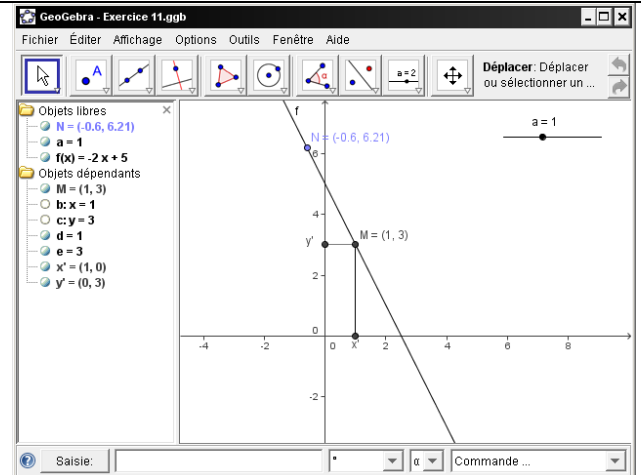 GeoGebra - Exercice 11.ggb
Fichier Éditer Affichage Options Outils Fenêtre Aide
A α a=2 Déplacer: Déplacer
ou sélectionner un ...
Objets libres
N = (-0.6, 6.21)
a = 1
f(x) = -2 x + 5
Objets dépendants
M = (1, 3)
b: x = 1
c: y = 3
d = 1
e = 3
x' = (1, 0)
y' = (0, 3)
f
a = 1
N = (-0.6, 6.21)
6
4
y' M = (1, 3)
2
0
-4 -2 0 x' 2 4 6 8
-2
Saisie: ° α Commande ...